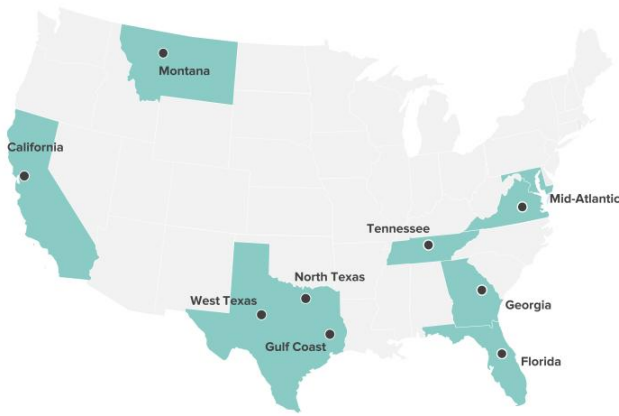 Montana
California
Mid-Atlantic
Tennessee
North Texas
West Texas
Georgia
Gulf Coast
Florida